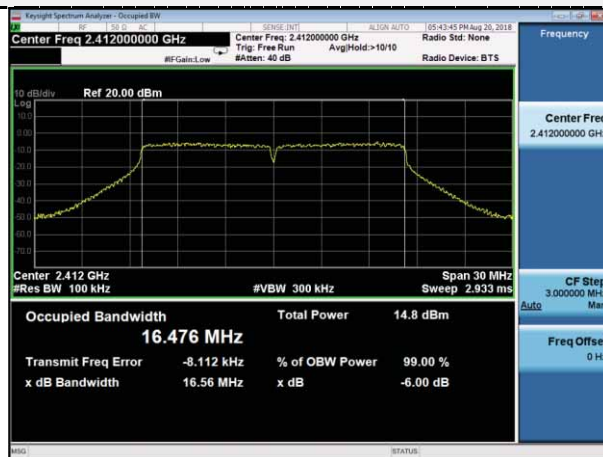 Keysight Spectrum Analyzer - Occupied BW
RF 50 Ω AC SENSE:INT ALIGN AUTO 05:43:45 PM Aug 20, 2018
Center Freq 2.412000000 GHz
Center Freq: 2.412000000 GHz
Radio Std: None
Trig: Free Run Avg|Hold:>10/10
#IFGain:Low
#Atten: 40 dB
Radio Device: BTS
10 dB/div Ref 20.00 dBm
Log
10.0
0.00
-10.0
-20.0
-30.0
-40.0
-50.0
-60.0
-70.0
Center 2.412 GHz Span 30 MHz
#Res BW 100 kHz #VBW 300 kHz Sweep 2.933 ms
Occupied Bandwidth Total Power 14.8 dBm
16.476 MHz
Transmit Freq Error -8.112 kHz % of OBW Power 99.00 %
x dB Bandwidth 16.56 MHz x dB -6.00 dB
MSG STATUS
Frequency
Center Freq
2.412000000 GHz
CF Step
3.000000 MHz
Auto Man
Freq Offset
0 Hz